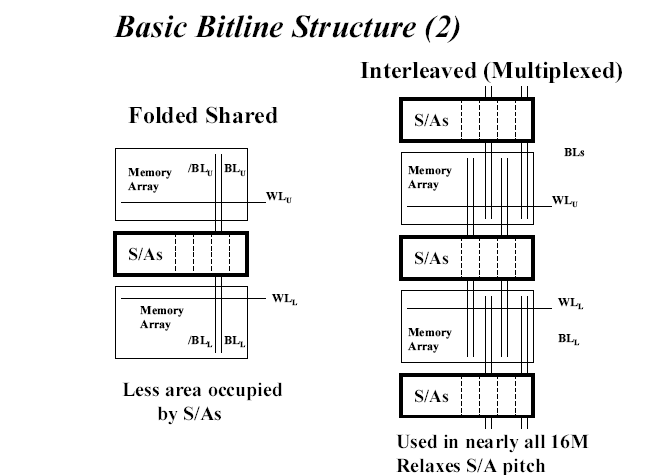 Basic Bitline Structure (2)
Folded Shared
Memory
Array
/BLU BLU
WLU
S/As
WLL
Memory
Array
/BLL BLL
Less area occupied
by S/As
Interleaved (Multiplexed)
S/As
BLs
Memory
Array
WLU
S/As
WLL
BLL
Memory
Array
S/As
Used in nearly all 16M
Relaxes S/A pitch